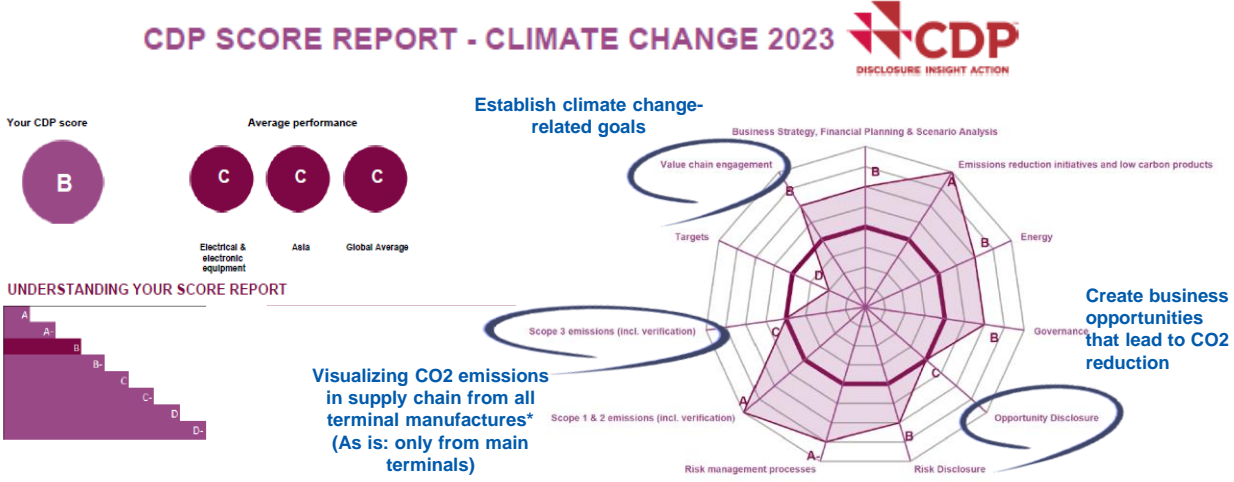 CDP SCORE REPORT - CLIMATE CHANGE 2023
CDP
DISCLOSURE INSIGHT ACTION
Your CDP score
B
Average performance
C
C
C
Electrical &
electronic
equipment
Asia
Global Average
UNDERSTANDING YOUR SCORE REPORT
A
A-
B
B-
C
C-
D
D-
Establish climate change-
related goals
Business Strategy, Financial Planning & Scenario Analysis
B
Emissions reduction initiatives and low carbon products
A
Energy
B
Governance
B
Opportunity Disclosure
C
Risk Disclosure
B
Risk management processes
A-
Scope 1 & 2 emissions (incl. verification)
A
Scope 3 emissions (incl. verification)
C
Targets
D
Value chain engagement
B
Create business
opportunities
that lead to CO2
reduction
Visualizing CO2 emissions
in supply chain from all
terminal manufactures*
(As is: only from main
terminals)